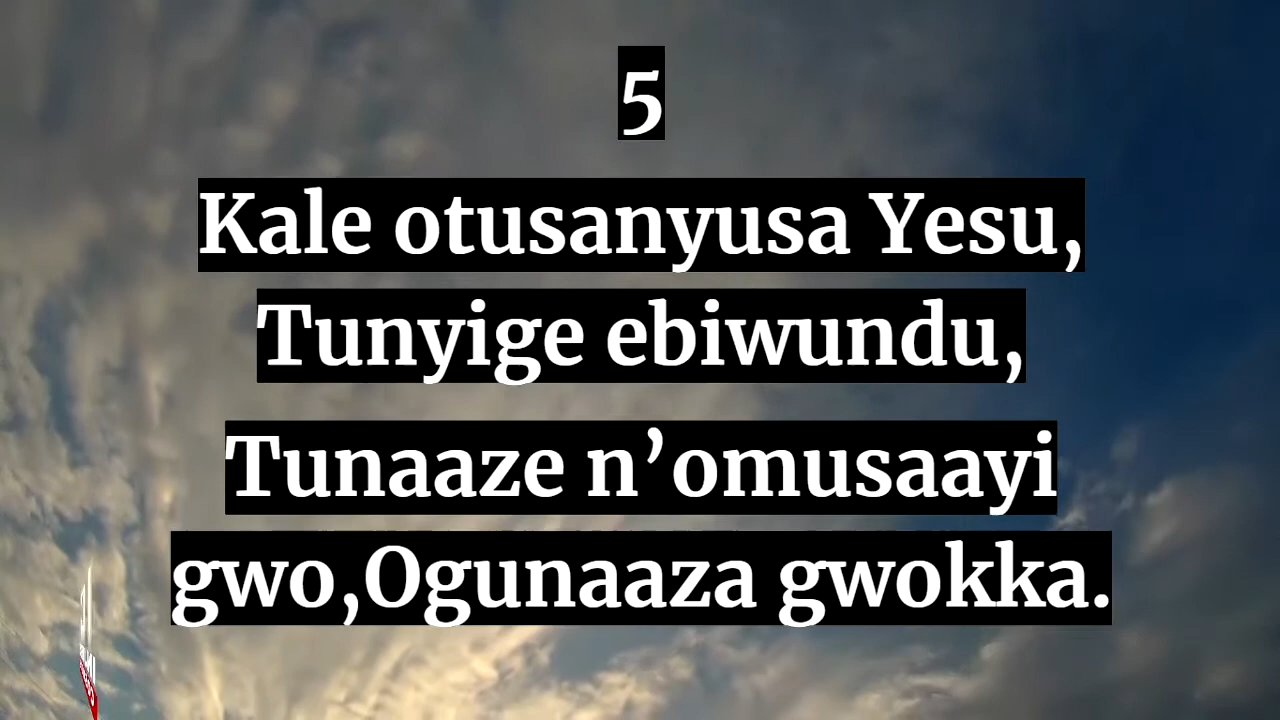 5
Kale otusanyusa Yesu,
Tunyige ebiwundu,
Tunaaze n’omusaayi
gwo,Ogunaaza gwokka.